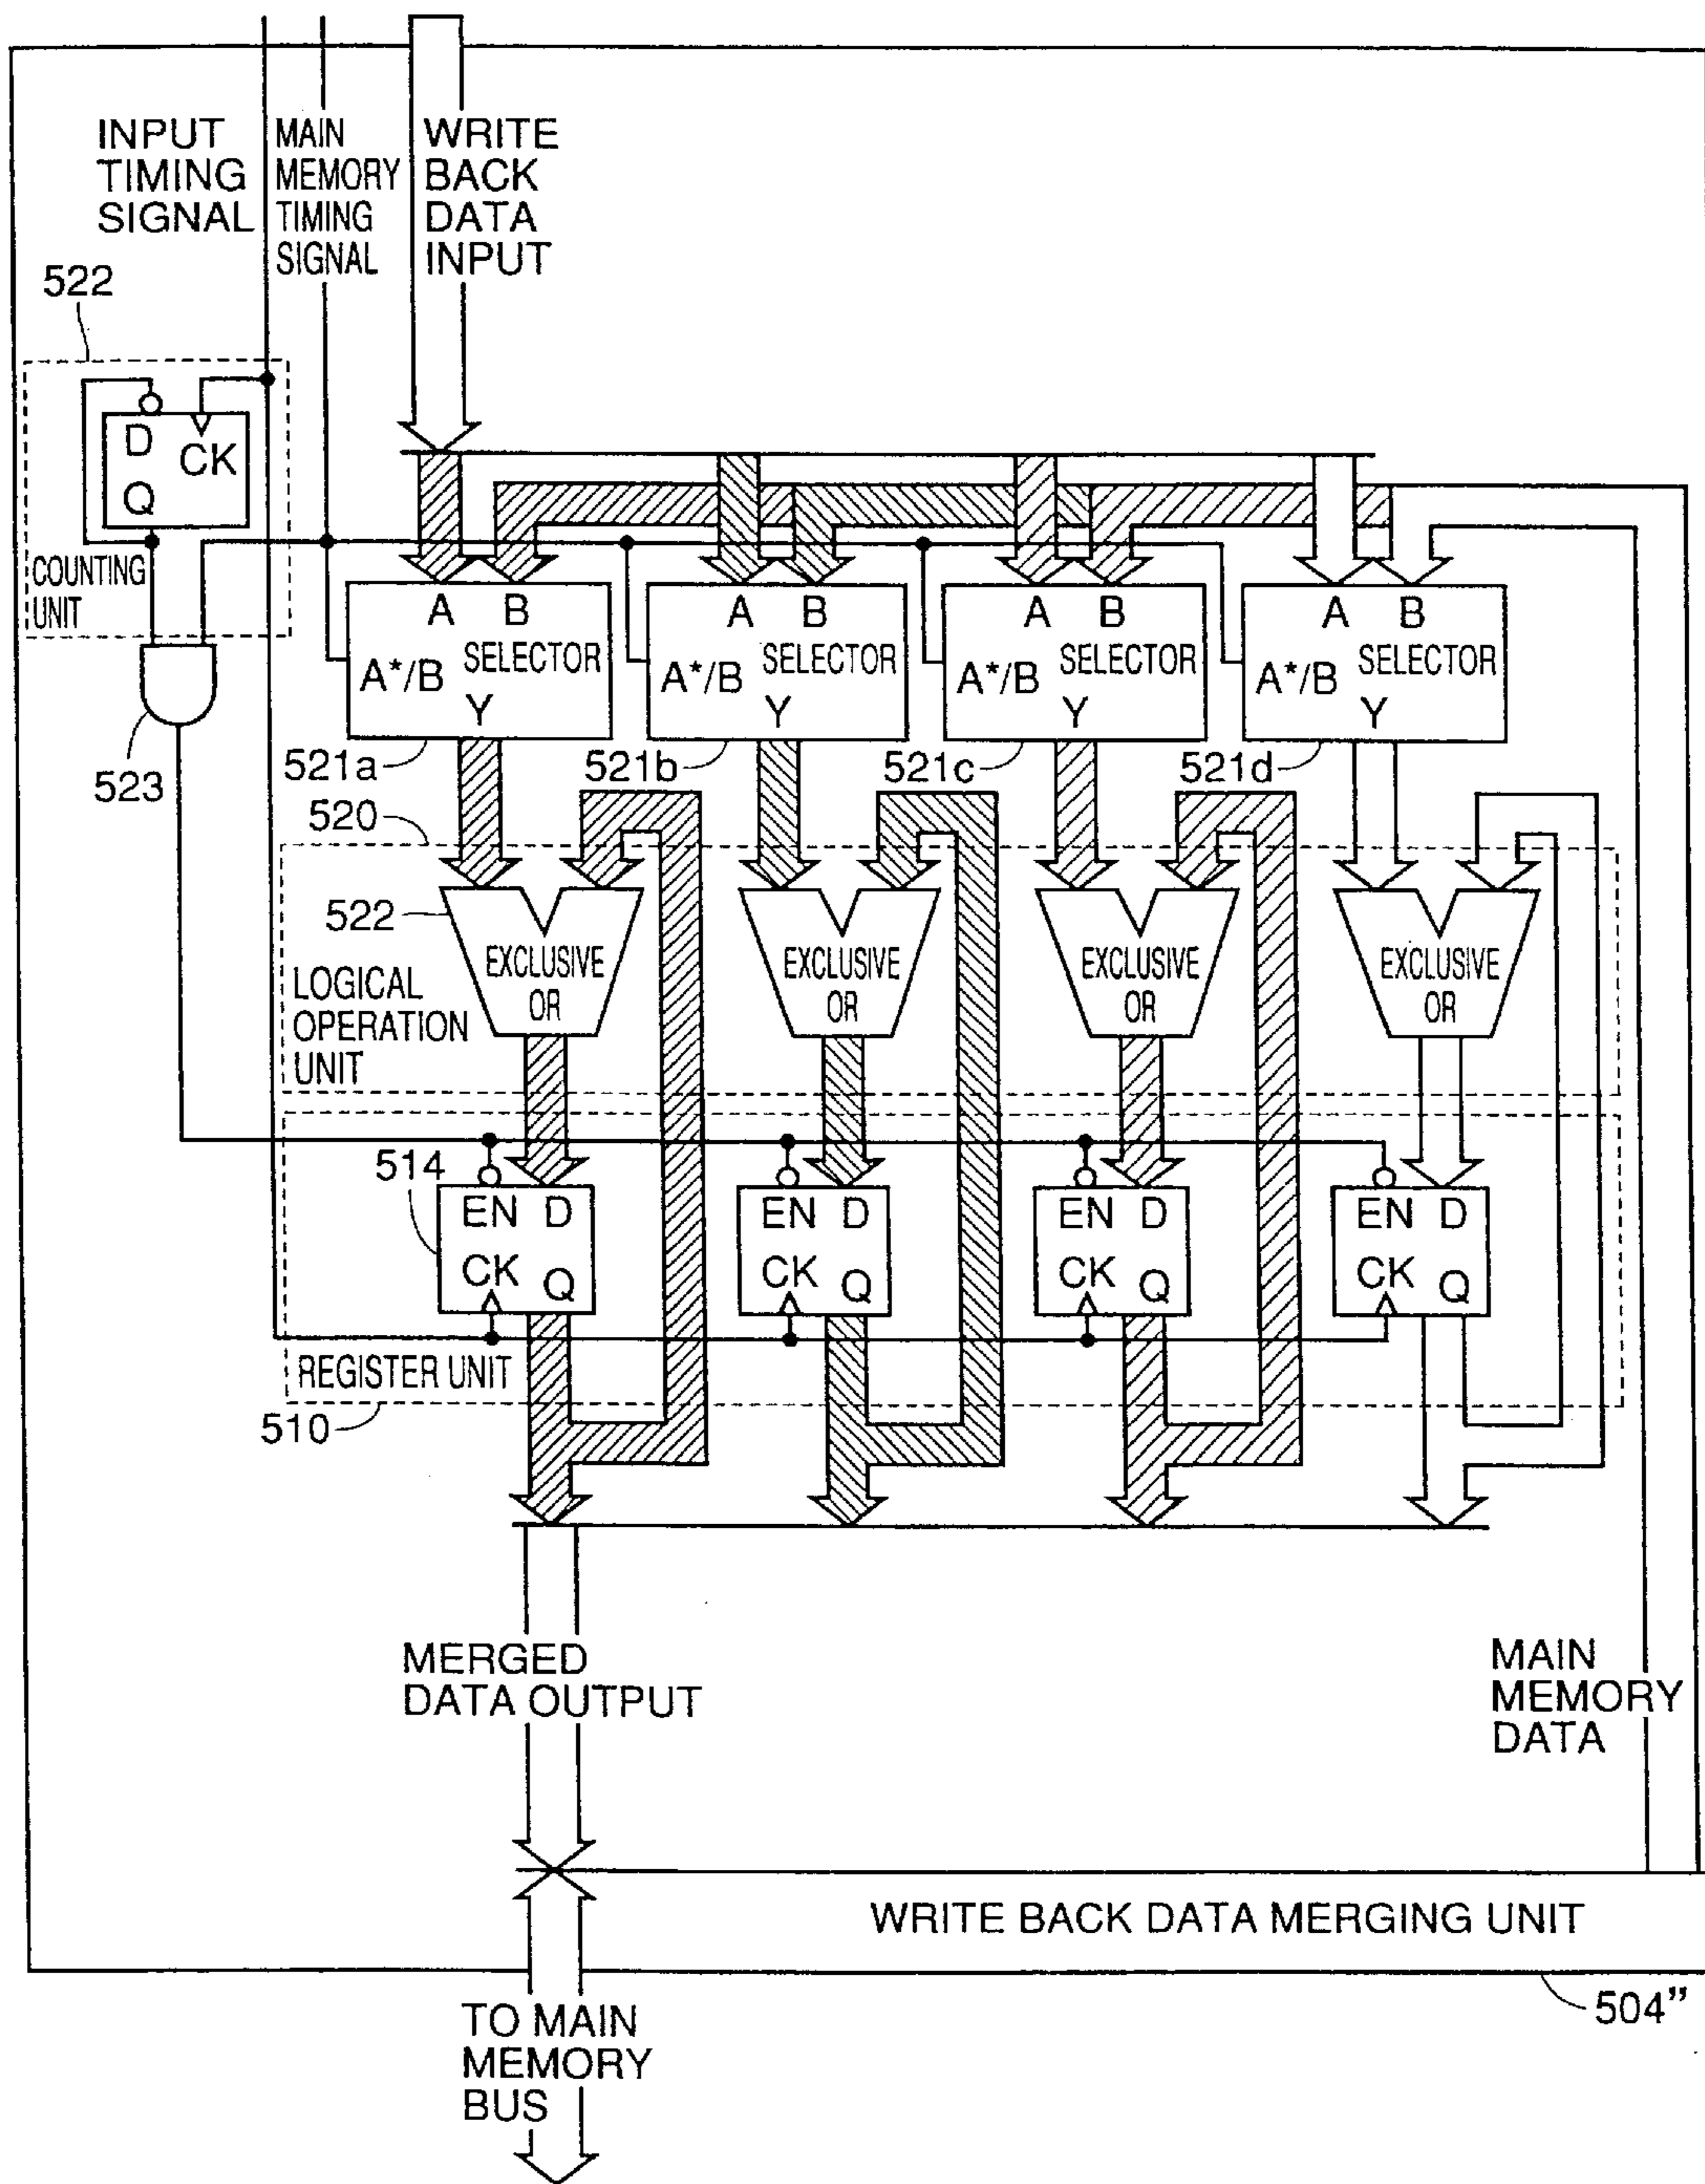 INPUT
TIMING
SIGNAL
MAIN
MEMORY
TIMING
SIGNAL
WRITE
BACK
DATA
INPUT
522
D
CK
Q
COUNTING
UNIT
523
A B
SELECTOR
A*/B
Y
521a
A B
SELECTOR
A*/B
Y
521b
A B
SELECTOR
A*/B
Y
521c
A B
SELECTOR
A*/B
Y
521d
520
522
EXCLUSIVE
OR
EXCLUSIVE
OR
EXCLUSIVE
OR
EXCLUSIVE
OR
LOGICAL
OPERATION
UNIT
514
EN D
CK Q
EN D
CK Q
EN D
CK Q
EN D
CK Q
REGISTER UNIT
510
MERGED
DATA OUTPUT
MAIN
MEMORY
DATA
WRITE BACK DATA MERGING UNIT
504”
TO MAIN
MEMORY
BUS